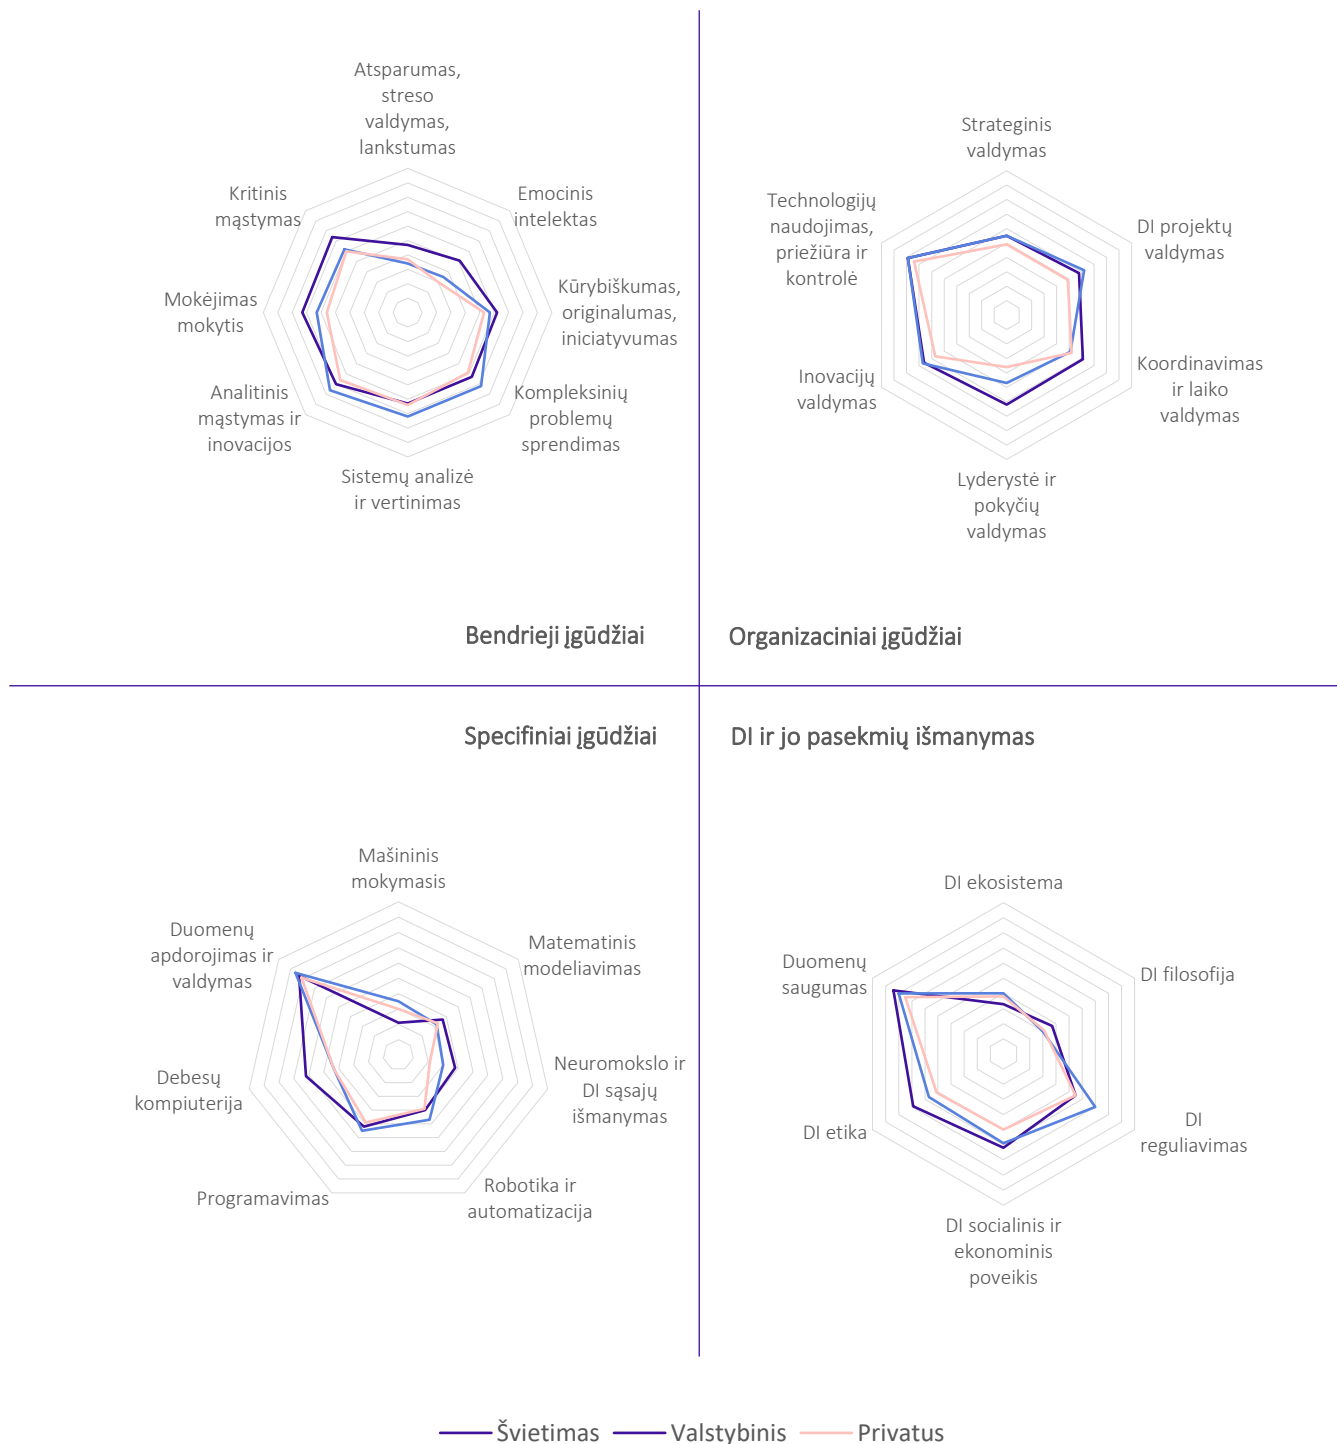 Atsparumas,
streso
valdymas,
lankstumas
Kritinis
mąstymas
Emocinis
intelektas
Mokėjimas
mokytis
Kūrybiškumas,
originalumas,
iniciatyvumas
Analitinis
mąstymas ir
inovacijos
Kompleksinių
problemų
sprendimas
Sistemų analizė
ir vertinimas
Bendrieji įgūdžiai
Strateginis
valdymas
Technologijų
naudojimas,
priežiūra ir
kontrolė
DI projektų
valdymas
Inovacijų
valdymas
Koordinavimas
ir laiko
valdymas
Lyderystė ir
pokyčių
valdymas
Organizaciniai įgūdžiai
Specifiniai įgūdžiai
Mašininis
mokymasis
Duomenų
apdorojimas ir
valdymas
Matematinis
modeliavimas
Debesų
kompiuterija
Neuromokslo ir
DI sąsajų
išmanymas
Programavimas
Robotika ir
automatizacija
DI ir jo pasekmių išmanymas
DI ekosistema
Duomenų
saugumas
DI filosofija
DI etika
DI
reguliavimas
DI socialinis ir
ekonominis
poveikis
Švietimas
Valstybinis
Privatus